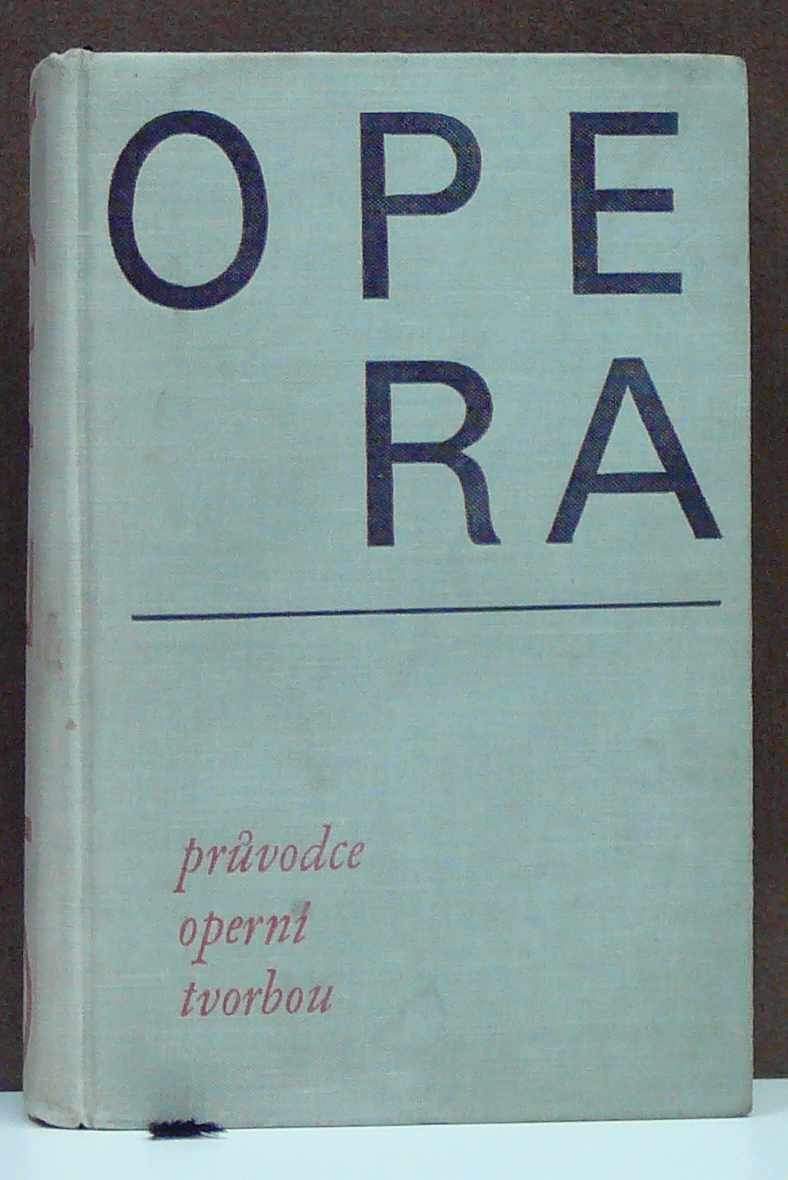 OPE
RA
průvodce
operní
tvorbou